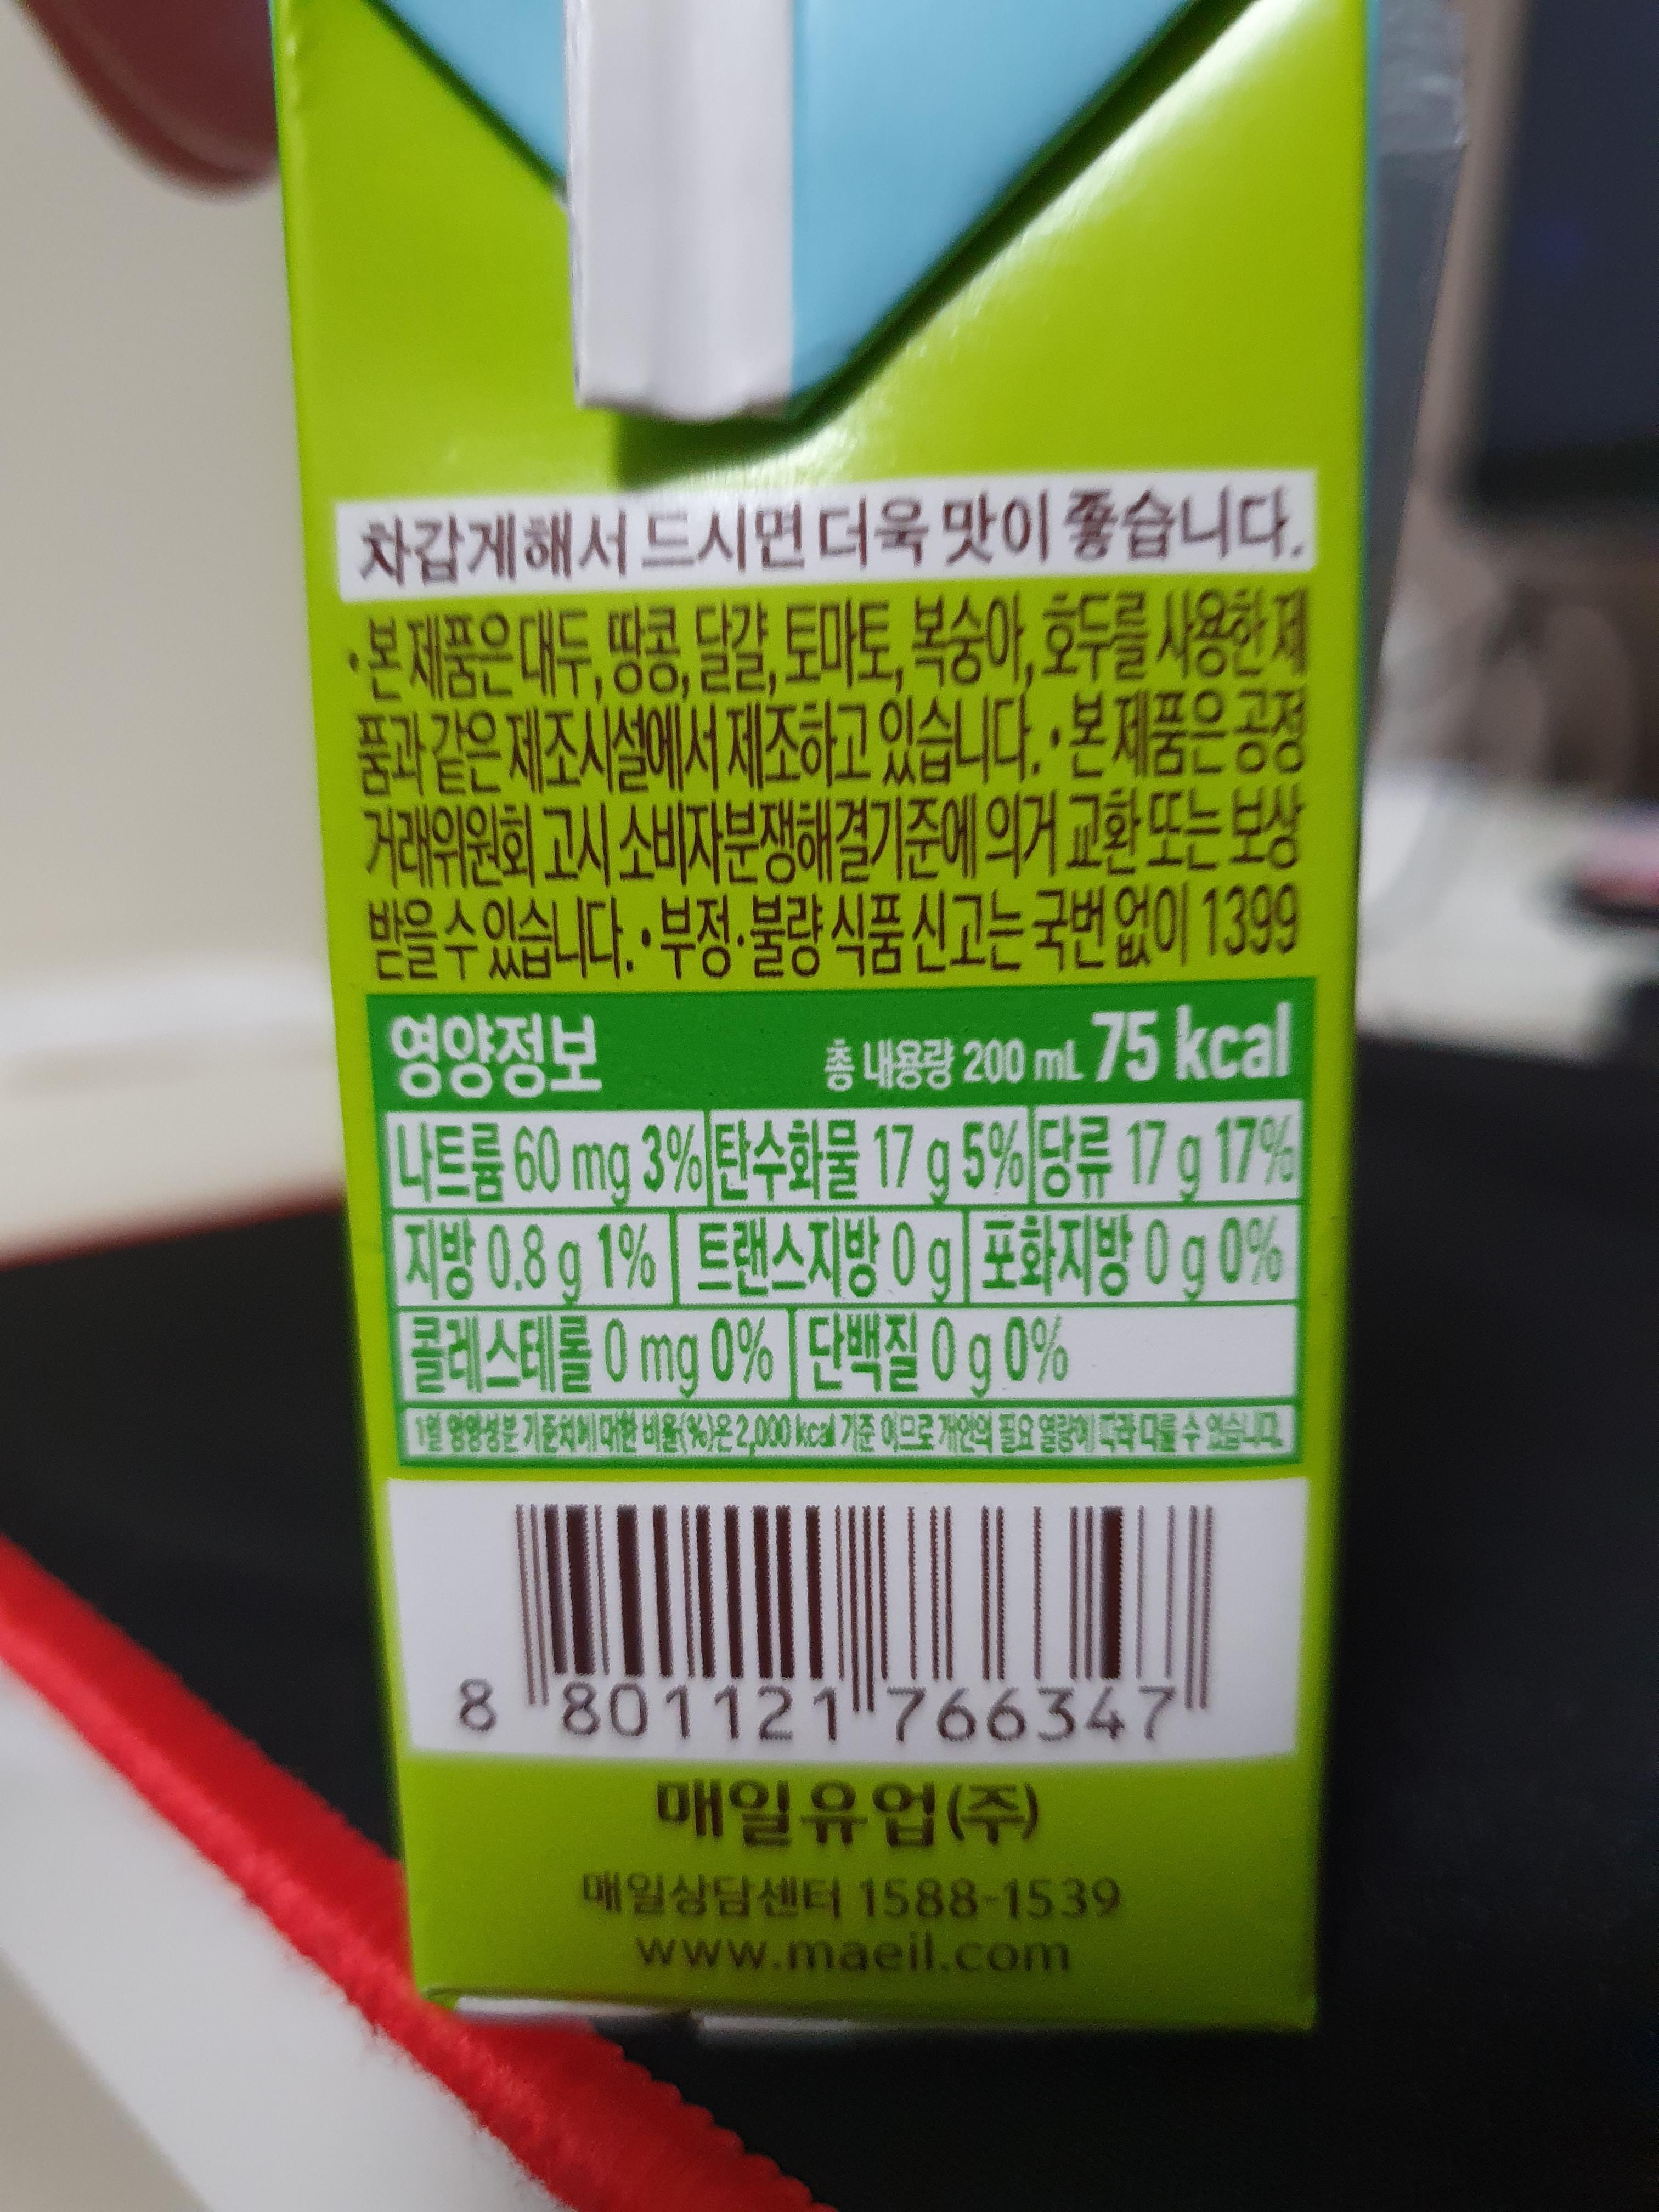 차갑게해서 드시면 더욱 맛이 좋습니다.
·본 제품은 대두, 땅콩, 달걀, 토마토, 복숭아, 호두를 사용한 제
품과 같은 제조시설에서 제조하고 있습니다. ·본 제품은 공정
거래위원회 고시 소비자분쟁해결기준에 의거 교환 또는 보상
받을 수 있습니다. ·부정·불량 식품 신고는 국번없이 1399
영양정보 총 내용량 200 mL 75 kcal
나트륨 60 mg 3% 탄수화물 17 g 5% 당류 17 g 17%
지방 0.8 g 1% 트랜스지방 0 g 포화지방 0 g 0%
콜레스테롤 0 mg 0% 단백질 0 g 0%
1일 영양성분 기준치에 대한 비율(%)은 2,000 kcal 기준 이므로 개인의 필요 열량에 따라 다를 수 있습니다.
8 801121 766347
매일유업(주)
매일상담센터 1588-1539
www.maeil.com